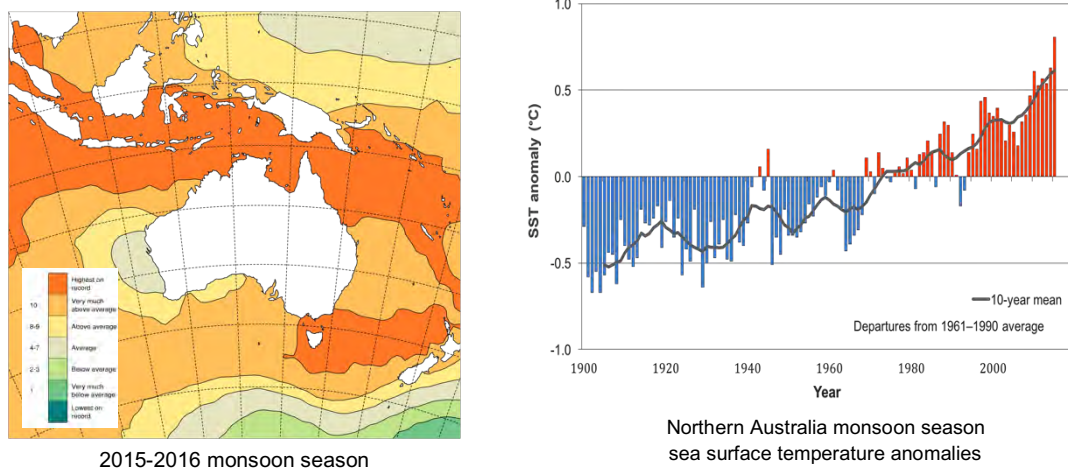 Highest on
record
10
Very much
above average
8-9
Above average
4-7
Average
2-3
Below average
1
Very much
below average
Lowest on
record
2015-2016 monsoon season
1.0
0.5
0.0
-0.5
-1.0
SST anomaly (°C)
10-year mean
Departures from 1961–1990 average
1900
1920
1940
1960
1980
2000
Year
Northern Australia monsoon season
sea surface temperature anomalies